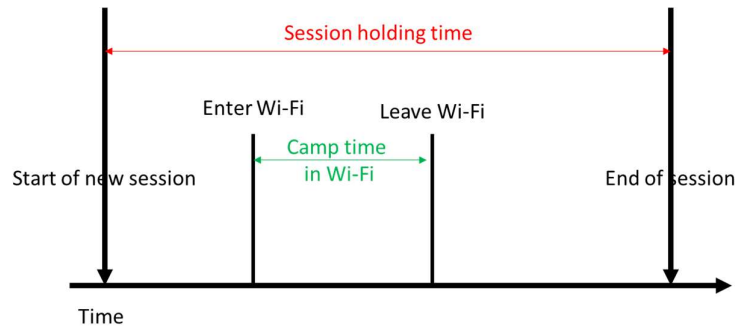 Session holding time
Enter Wi-Fi
Leave Wi-Fi
Camp time
in Wi-Fi
Start of new session
End of session
Time